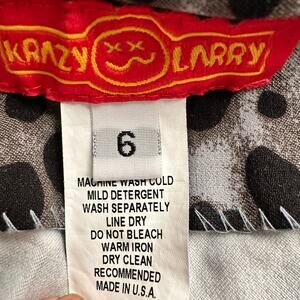 KRAZY LARRY
6
MACHINE WASH COLD
MILD DETERGENT
WASH SEPARATELY
LINE DRY
DO NOT BLEACH
WARM IRON
DRY CLEAN
RECOMMENDED
MADE IN U.S.A.